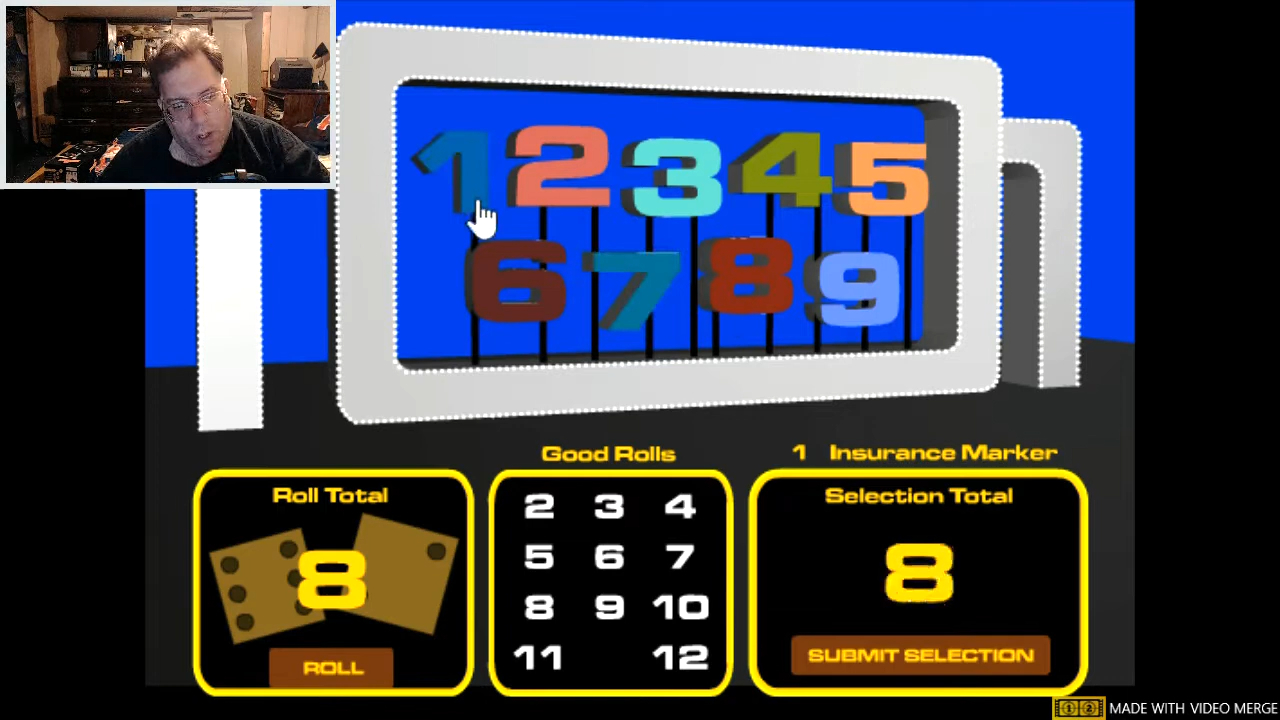 1 2 3 4 5
6 7 8 9
Good Rolls
1 Insurance Marker
Roll Total
8
ROLL
2 3 4
5 6 7
8 9 10
11 12
Selection Total
8
SUBMIT SELECTION
1 2 MADE WITH VIDEO MERGE